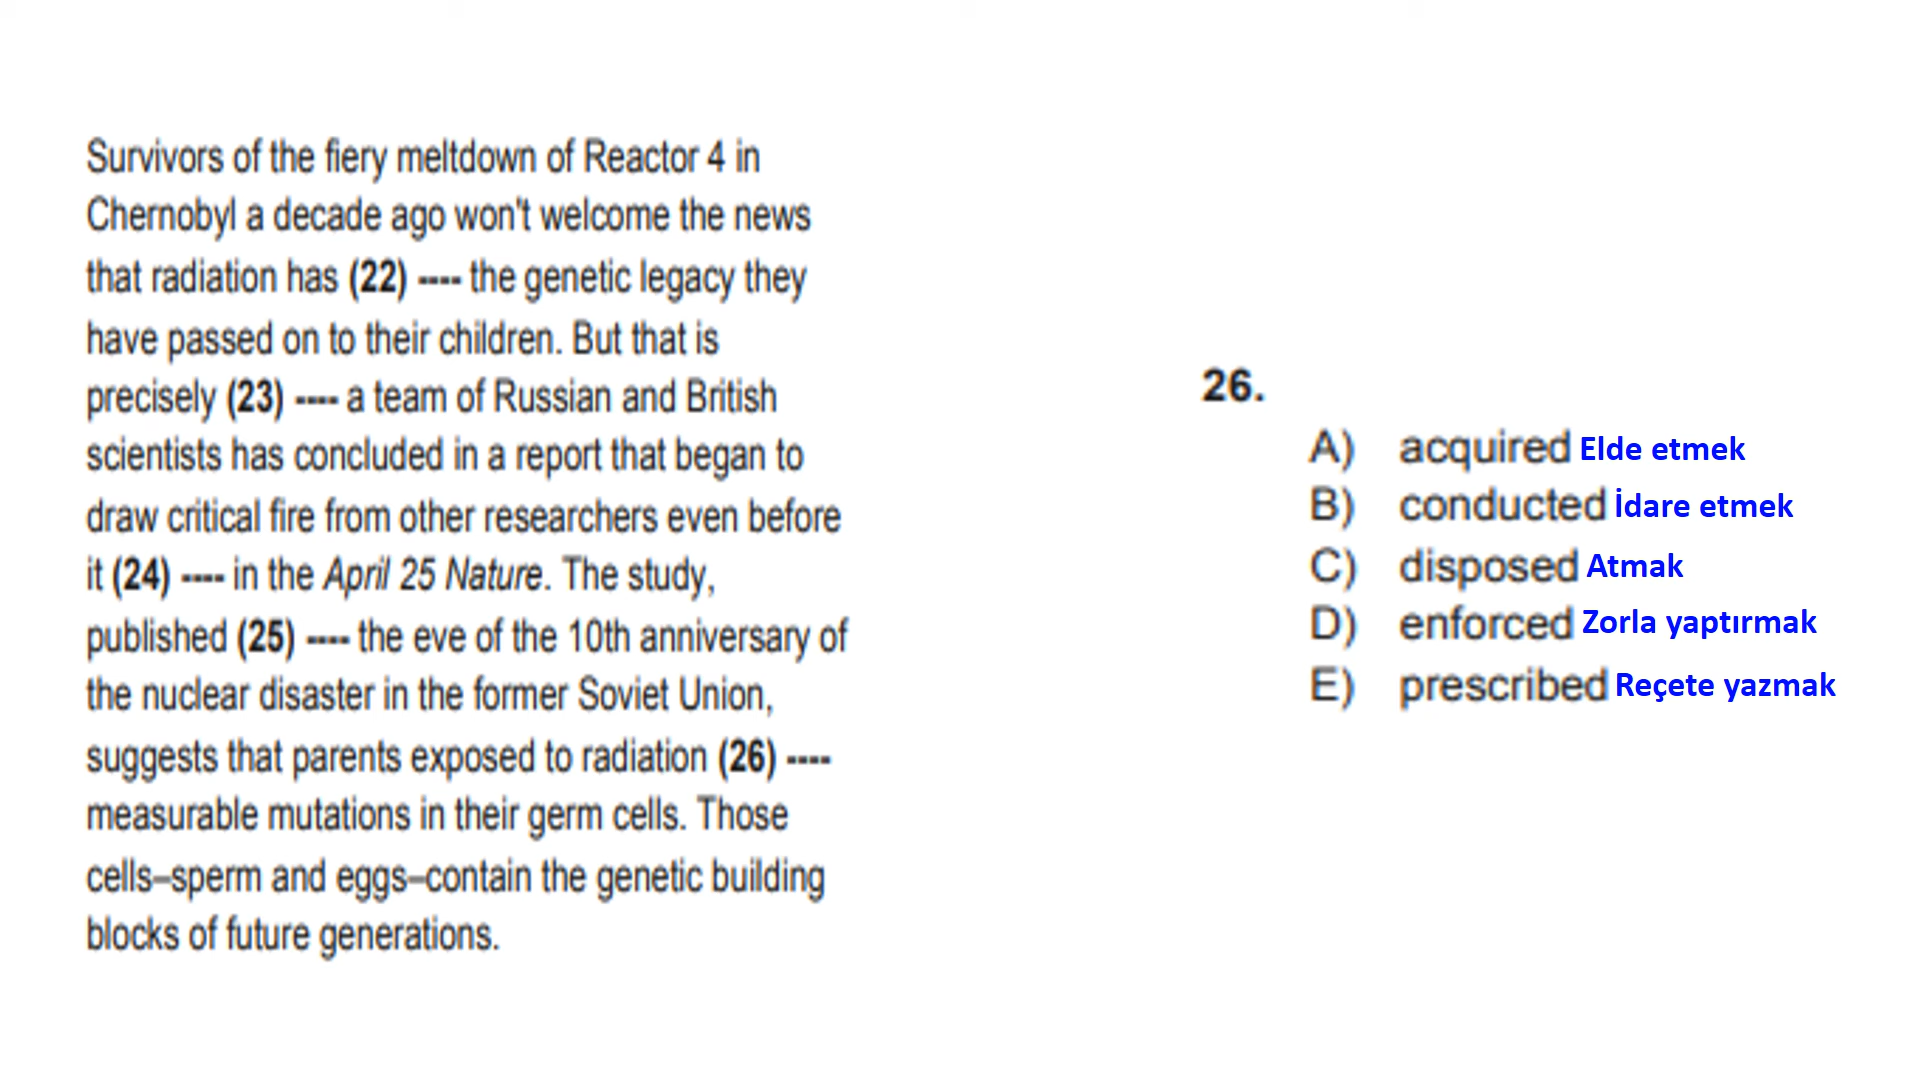 Survivors of the fiery meltdown of Reactor 4 in
Chernobyl a decade ago won't welcome the news
that radiation has (22) ---- the genetic legacy they
have passed on to their children. But that is
precisely (23) ---- a team of Russian and British
scientists has concluded in a report that began to
draw critical fire from other researchers even before
it (24) ---- in the April 25 Nature. The study,
published (25) ---- the eve of the 10th anniversary of
the nuclear disaster in the former Soviet Union,
suggests that parents exposed to radiation (26) ----
measurable mutations in their germ cells. Those
cells–sperm and eggs–contain the genetic building
blocks of future generations.
26.
A) acquired Elde etmek
B) conducted İdare etmek
C) disposed Atmak
D) enforced Zorla yaptırmak
E) prescribed Reçete yazmak